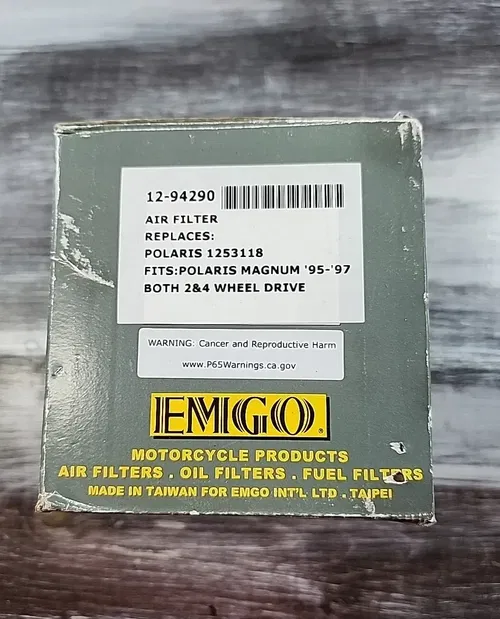 12-94290
AIR FILTER
REPLACES:
POLARIS 1253118
FITS:POLARIS MAGNUM '95-'97
BOTH 2&4 WHEEL DRIVE
WARNING: Cancer and Reproductive Harm
www.P65Warnings.ca.gov
EMGO®
MOTORCYCLE PRODUCTS
AIR FILTERS . OIL FILTERS . FUEL FILTERS
MADE IN TAIWAN FOR EMGO INT'L LTD . TAIPEI